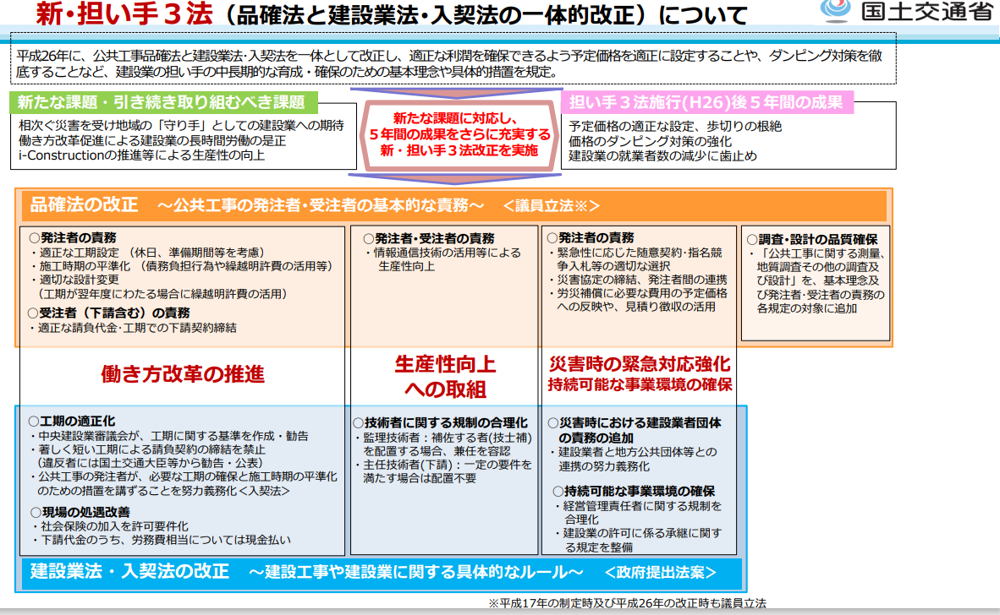 新・担い手３法（品確法と建設業法・入契法の一体的改正）について
国土交通省
平成26年に、公共工事品確法と建設業法・入契法を一体として改正し、適正な利潤を確保できるよう予定価格を適正に設定することや、ダンピング対策を徹
底することなど、建設業の担い手の中長期的な育成・確保のための基本理念や具体的措置を規定。
新たな課題・引き続き取り組むべき課題
相次ぐ災害を受け地域の「守り手」としての建設業への期待
働き方改革促進による建設業の長時間労働の是正
i-Constructionの推進等による生産性の向上
新たな課題に対応し、
５年間の成果をさらに充実する
新・担い手３法改正を実施
担い手３法施行(H26)後５年間の成果
予定価格の適正な設定、歩切りの根絶
価格のダンピング対策の強化
建設業の就業者数の減少に歯止め
品確法の改正　～公共工事の発注者・受注者の基本的な責務～　＜議員立法※＞
○発注者の責務
・適正な工期設定 （休日、準備期間等を考慮）
・施工時期の平準化 （債務負担行為や繰越明許費の活用等）
・適切な設計変更
（工期が翌年度にわたる場合に繰越明許費の活用）
○受注者（下請含む）の責務
・適正な請負代金・工期での下請契約締結
○発注者・受注者の責務
・情報通信技術の活用等による
生産性向上
○発注者の責務
・緊急性に応じた随意契約・指名競
争入札等の適切な選択
・災害協定の締結、発注者間の連携
・労災補償に必要な費用の予定価格
への反映や、見積り徴収の活用
○調査・設計の品質確保
・「公共工事に関する測量、
地質調査その他の調査及
び設計」を、基本理念及
び発注者・受注者の責務の
各規定の対象に追加
働き方改革の推進
生産性向上
への取組
災害時の緊急対応強化
持続可能な事業環境の確保
○工期の適正化
・中央建設業審議会が、工期に関する基準を作成・勧告
・著しく短い工期による請負契約の締結を禁止
（違反者には国土交通大臣等から勧告・公表）
・公共工事の発注者が、必要な工期の確保と施工時期の平準化
のための措置を講ずることを努力義務化＜入契法＞
○現場の処遇改善
・社会保険の加入を許可要件化
・下請代金のうち、労務費相当については現金払い
○技術者に関する規制の合理化
・監理技術者：補佐する者(技士補)
を配置する場合、兼任を容認
・主任技術者(下請)：一定の要件を
満たす場合は配置不要
○災害時における建設業者団体
の責務の追加
・建設業者と地方公共団体等との
連携の努力義務化
○持続可能な事業環境の確保
・経営管理責任者に関する規制を
合理化
・建設業の許可に係る承継に関す
る規定を整備
建設業法・入契法の改正　～建設工事や建設業に関する具体的なルール～　＜政府提出法案＞
※平成17年の制定時及び平成26年の改正時も議員立法